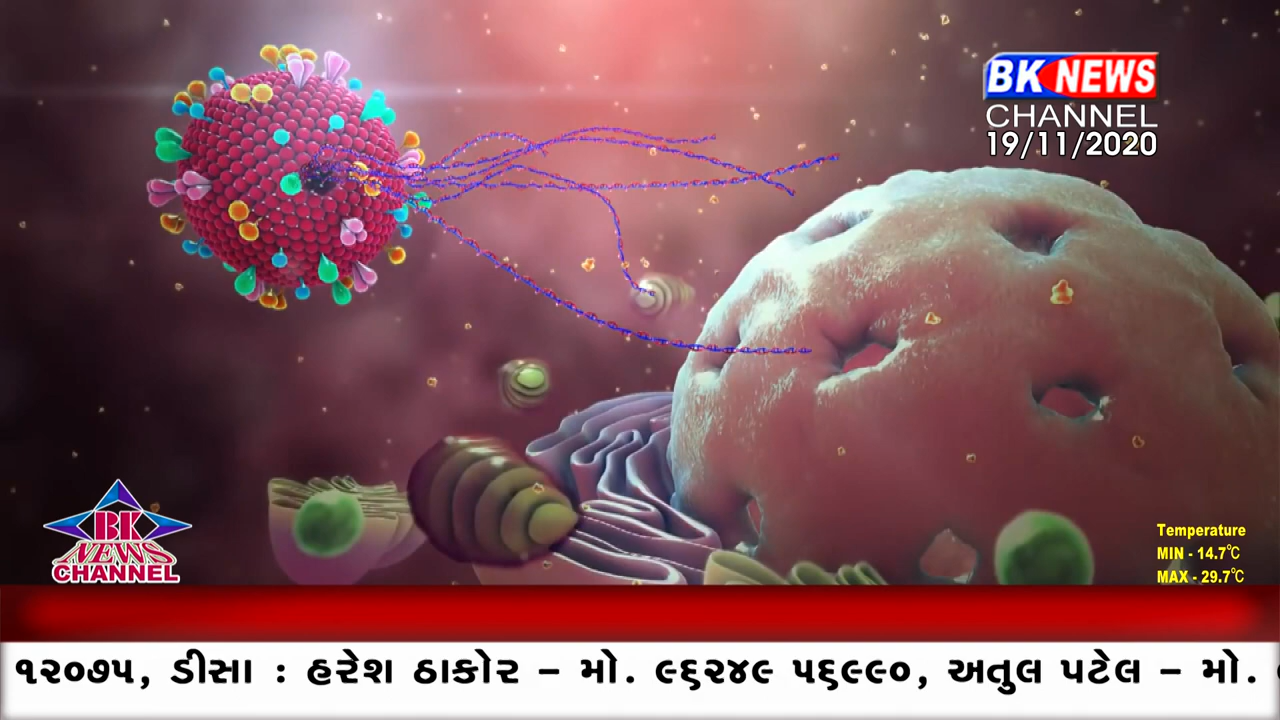 BK NEWS
CHANNEL
19/11/2020
BK
NEWS
CHANNEL
Temperature
MIN - 14.7℃
MAX - 29.7℃
૧૨૦૭૫, ડીસા : હરેશ ઠાકોર – મો. ૯૬૨૪૯ ૫૬૯૯૦, અતુલ પટેલ – મો.